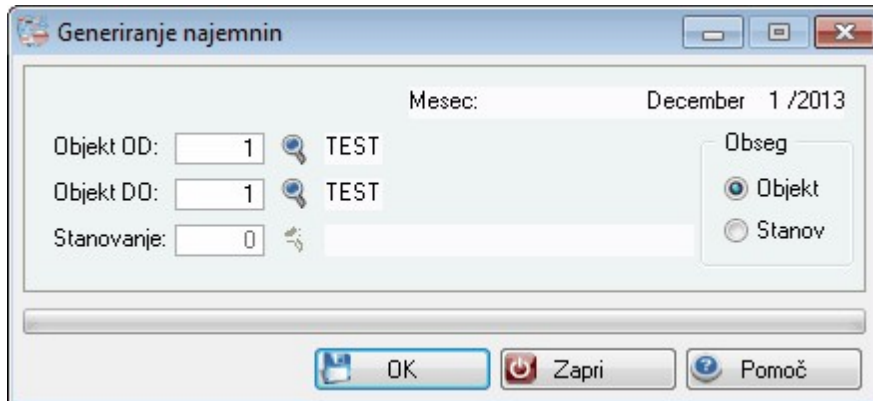 Generiranje najemnin
Mesec: December 1 /2013
Objekt OD: 1 TEST
Objekt DO: 1 TEST
Stanovanje: 0
Obseg
Objekt
Stanov
OK Zapri Pomoč